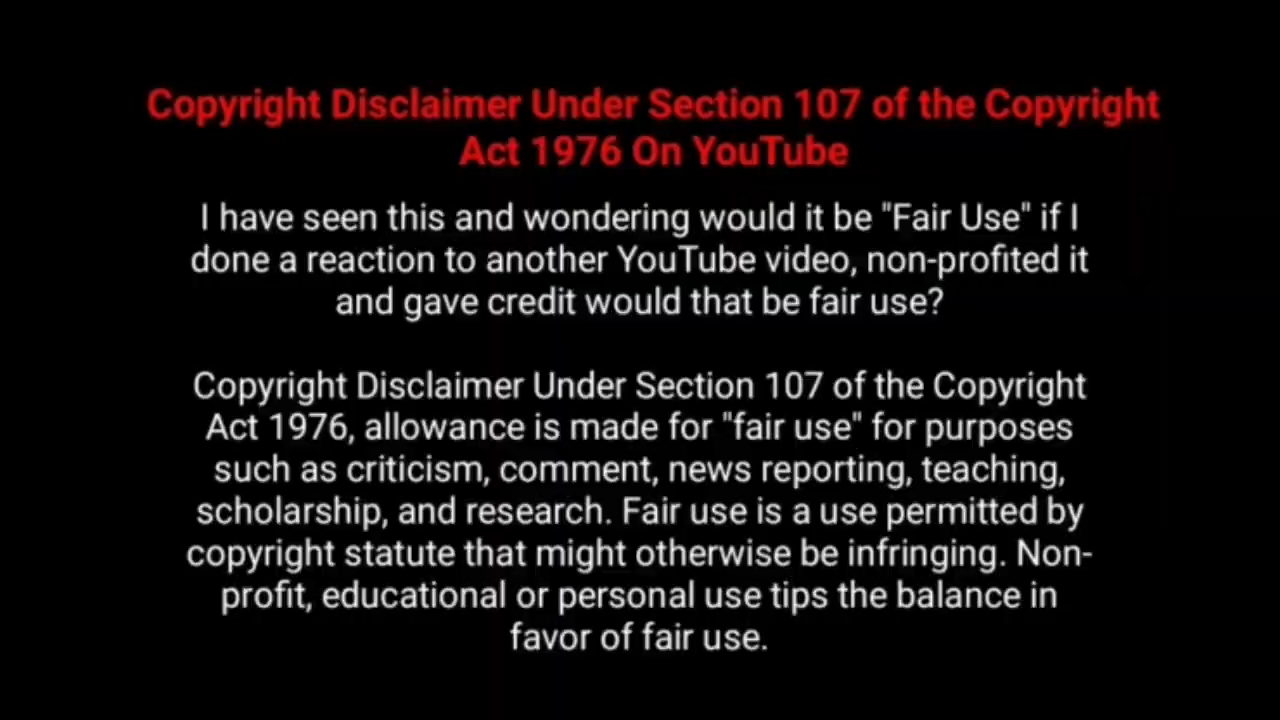 Copyright Disclaimer Under Section 107 of the Copyright
Act 1976 On YouTube
I have seen this and wondering would it be "Fair Use" if I
done a reaction to another YouTube video, non-profited it
and gave credit would that be fair use?
Copyright Disclaimer Under Section 107 of the Copyright
Act 1976, allowance is made for "fair use" for purposes
such as criticism, comment, news reporting, teaching,
scholarship, and research. Fair use is a use permitted by
copyright statute that might otherwise be infringing. Non-
profit, educational or personal use tips the balance in
favor of fair use.